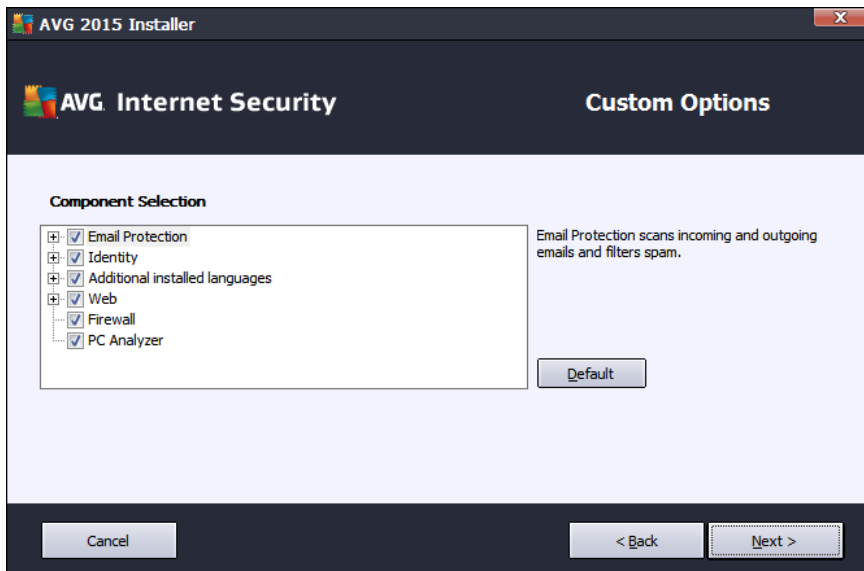 AVG 2015 Installer
AVG. Internet Security
Custom Options
Component Selection
Email Protection
Identity
Additional installed languages
Web
Firewall
PC Analyzer
Email Protection scans incoming and outgoing
emails and filters spam.
Default
Cancel
< Back
Next >